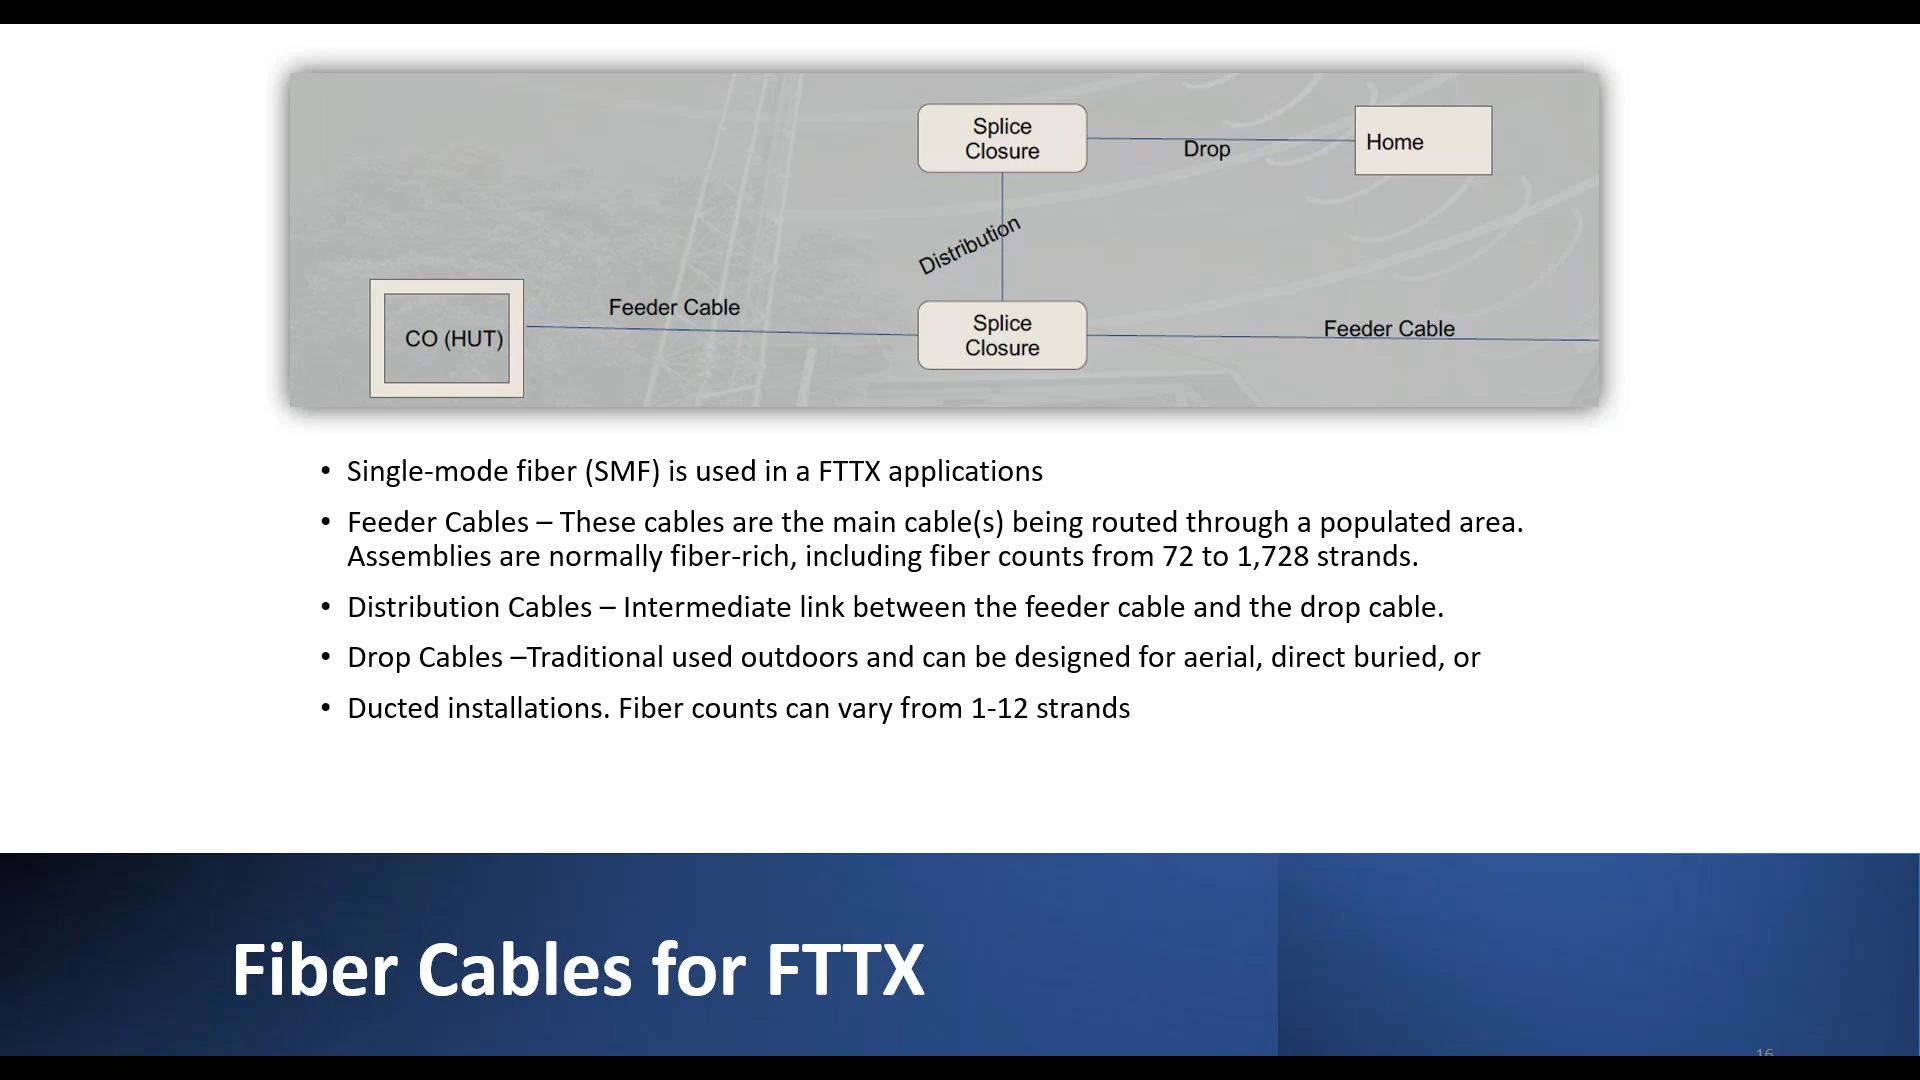 Splice
Closure
Drop
Home
Distribution
CO (HUT)
Feeder Cable
Splice
Closure
Feeder Cable
• Single-mode fiber (SMF) is used in a FTTX applications
• Feeder Cables – These cables are the main cable(s) being routed through a populated area.
Assemblies are normally fiber-rich, including fiber counts from 72 to 1,728 strands.
• Distribution Cables – Intermediate link between the feeder cable and the drop cable.
• Drop Cables –Traditional used outdoors and can be designed for aerial, direct buried, or
• Ducted installations. Fiber counts can vary from 1-12 strands
Fiber Cables for FTTX
16